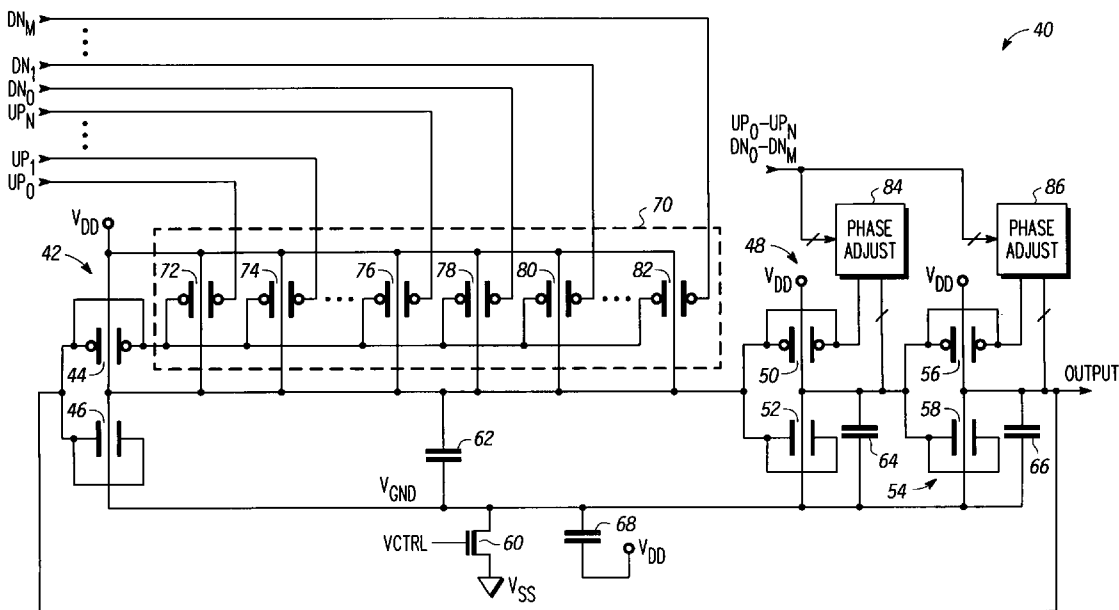 DN_M
40
DN_1
DN_0
UP_N
UP_0–UP_N
DN_0–DN_M
UP_1
UP_0
84
86
PHASE ADJUST
PHASE ADJUST
70
V_DD
42
72
74
76
78
80
82
48
V_DD
V_DD
44
50
56
OUTPUT
46
52
58
62
64
66
54
V_GND
68
VCTRL
60
V_DD
V_SS